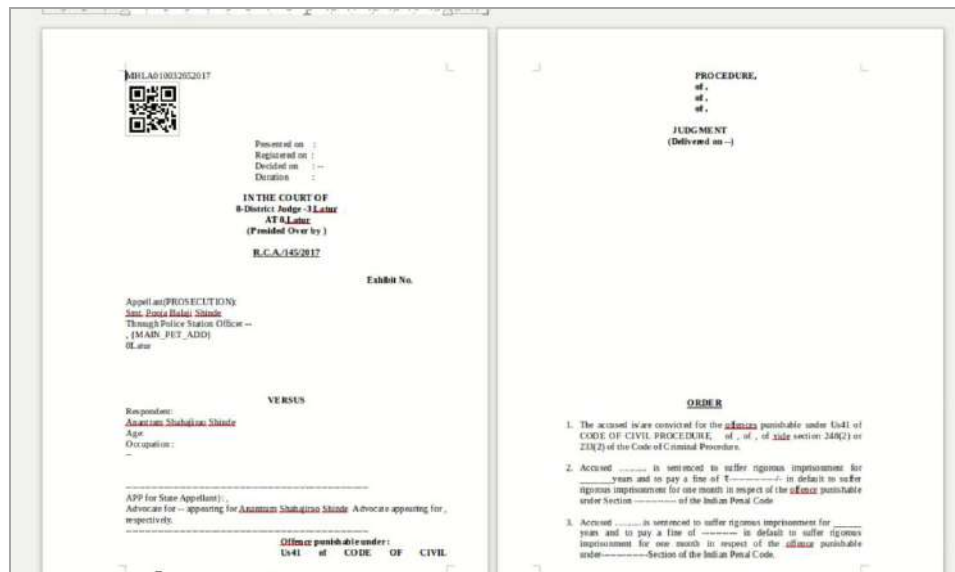 MHLA010032652017
Presented on :
Registered on :
Decided on : --
Duration :
IN THE COURT OF
0-District Judge -3 Latur
AT 0,Latur
(Presided Over by )
R.C.A./145/2017
Exhibit No.
Appellant(PROSECUTION):
Smt. Pooja Balaji Shinde
Through Police Station Officer --
, {MAIN_PET_ADD}
0Latur
VERSUS
Respondent:
Anantram Shahajirao Shinde
Age:
Occupation :
--
APP for State Appellant) : ,
Advocate for -- appearing for Anantram Shahajirao Shinde Advocate appearing for ,
respectively.
Offence punishable under :
Us41 of CODE OF CIVIL
PROCEDURE,
of ,
of ,
of ,
JUDGMENT
(Delivered on --)
ORDER
1. The accused is/are convicted for the offences punishable under Us41 of
CODE OF CIVIL PROCEDURE, of , of , of vide section 248(2) or
233(2) of the Code of Criminal Procedure.
2. Accused ......... is sentenced to suffer rigorous imprisonment for
_______years and to pay a fine of ₹---------------/- in default to suffer
rigorous imprisonment for one month in respect of the offence punishable
under Section --------------- of the Indian Penal Code
3. Accused ......... is sentenced to suffer rigorous imprisonment for ______
years and to pay a fine of ----------- in default to suffer rigorous
imprisonment for one month in respect of the offence punishable
under---------------Section of the Indian Penal Code.